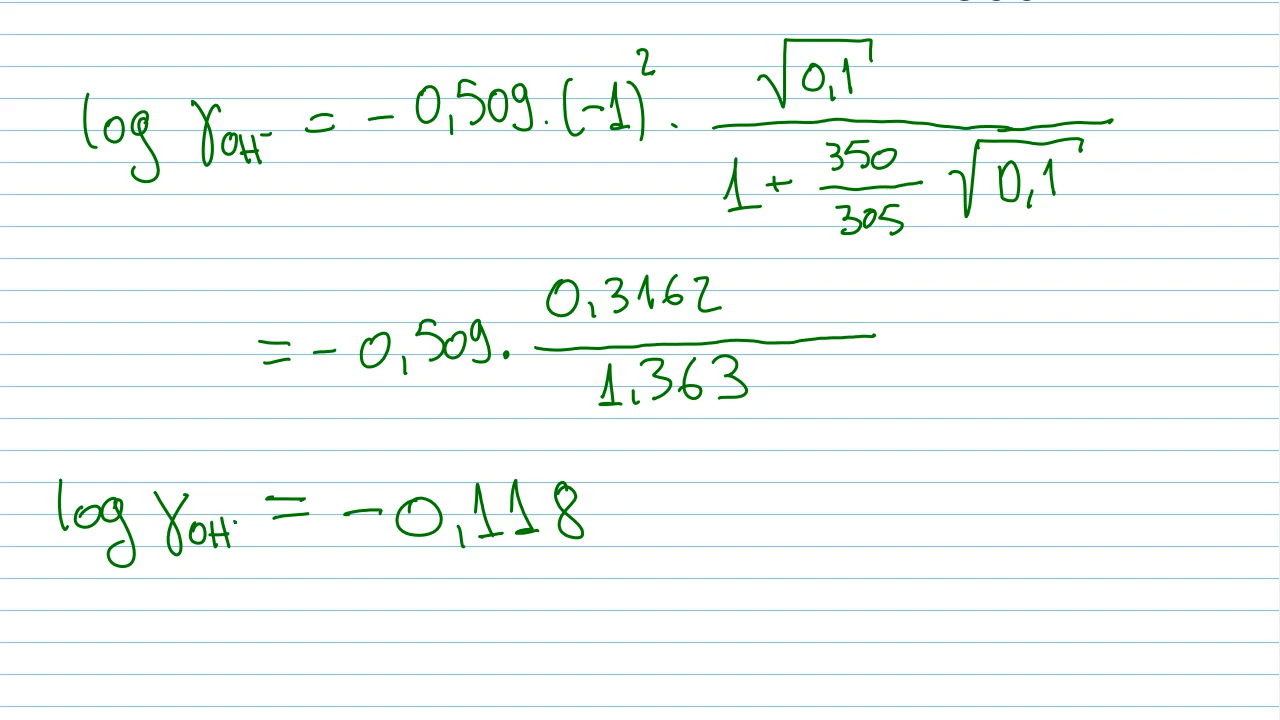 log γOH⁻ = - 0,509 · (-1)² · √0,1 / (1 + 350/305 √0,1)
= - 0,509 · 0,3162 / 1,363
log γOH⁻ = - 0,118